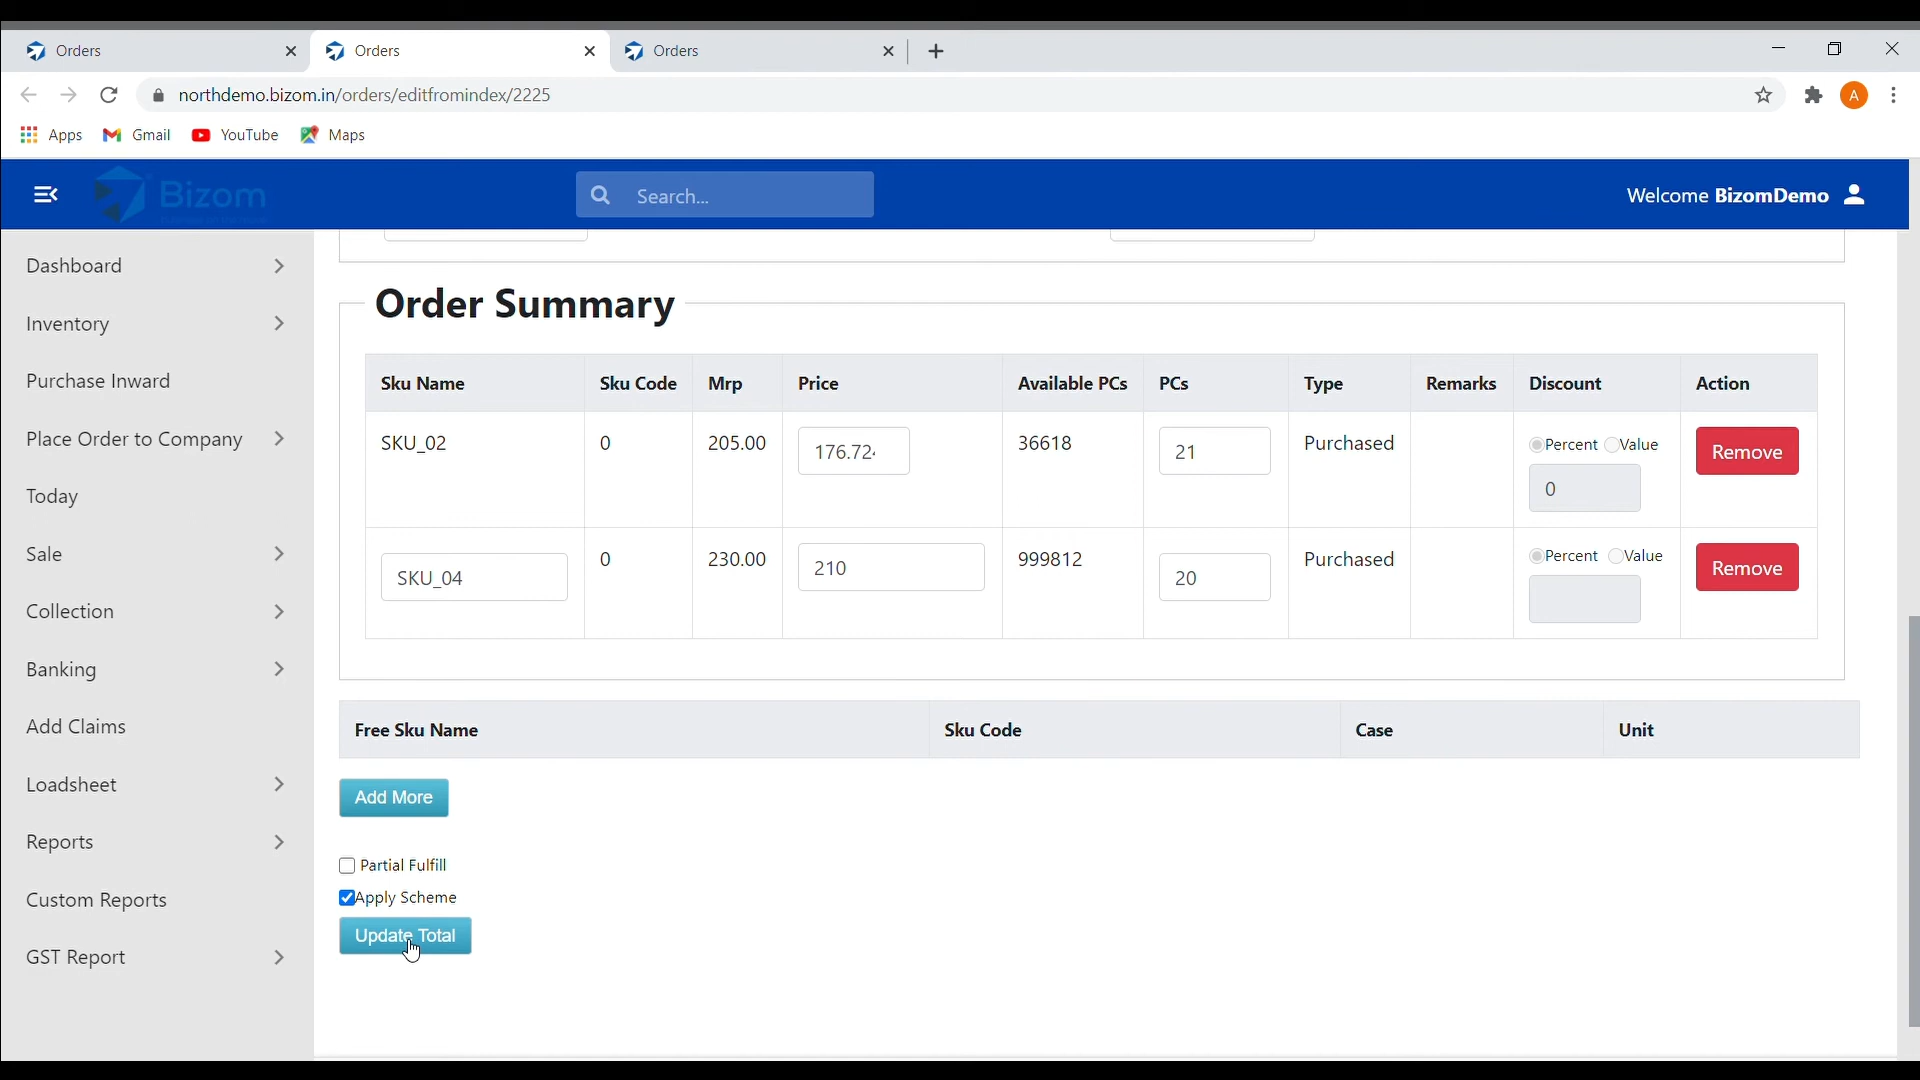 Orders
Orders
Orders
northdemo.bizom.in/orders/editfromindex/2225
A
Apps Gmail YouTube Maps
Bizom
Search...
Welcome BizomDemo
Dashboard
Inventory
Purchase Inward
Place Order to Company
Today
Sale
Collection
Banking
Add Claims
Loadsheet
Reports
Custom Reports
GST Report
Order Summary
Sku Name Sku Code Mrp Price Available PCs PCs Type Remarks Discount Action
SKU_02 0 205.00 176.72 36618 21 Purchased Percent Value 0 Remove
SKU_04 0 230.00 210 999812 20 Purchased Percent Value Remove
Free Sku Name Sku Code Case Unit
Add More
Partial Fulfill
Apply Scheme
Update Total